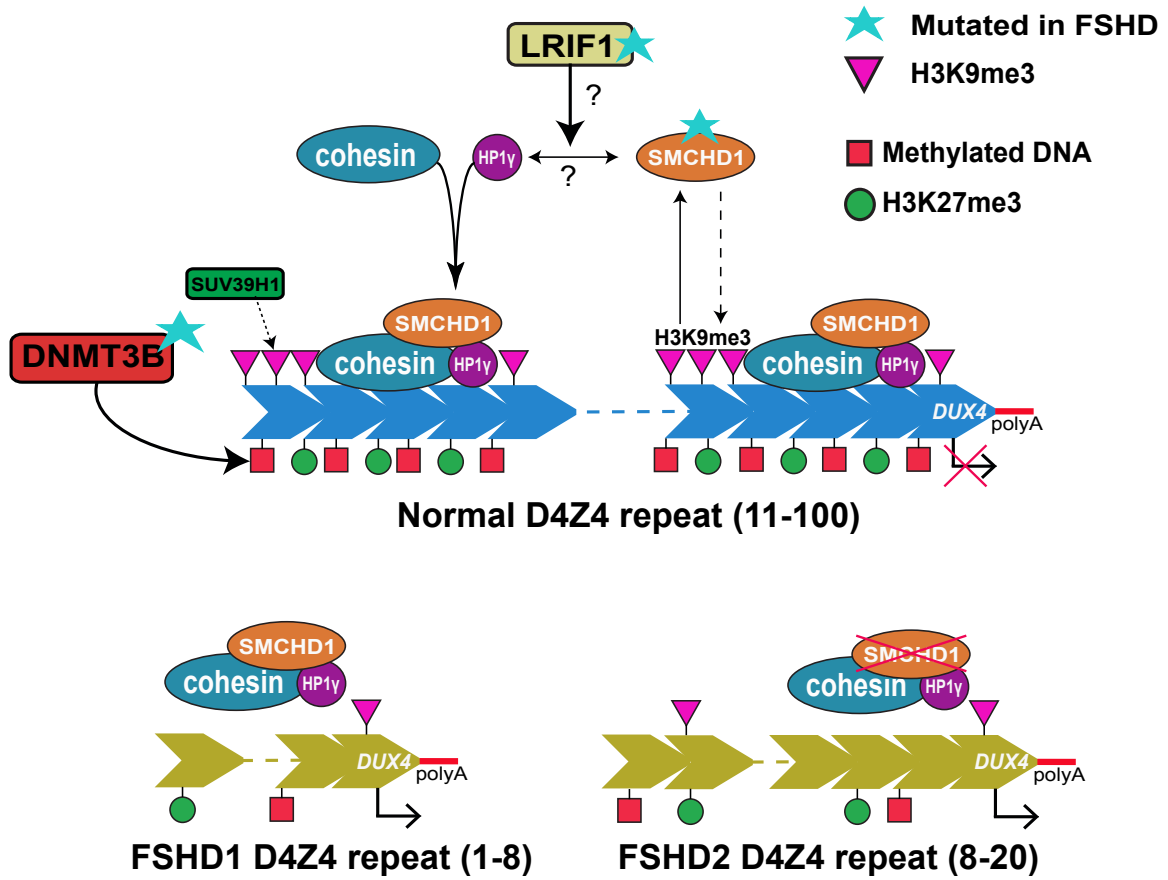 LRIF1
Mutated in FSHD
H3K9me3
?
cohesin
HP1γ
?
SMCHD1
Methylated DNA
H3K27me3
SUV39H1
DNMT3B
SMCHD1
cohesin
HP1γ
H3K9me3
SMCHD1
cohesin
HP1γ
DUX4
polyA
Normal D4Z4 repeat (11-100)
SMCHD1
cohesin
HP1γ
DUX4
polyA
FSHD1 D4Z4 repeat (1-8)
SMCHD1
cohesin
HP1γ
DUX4
polyA
FSHD2 D4Z4 repeat (8-20)